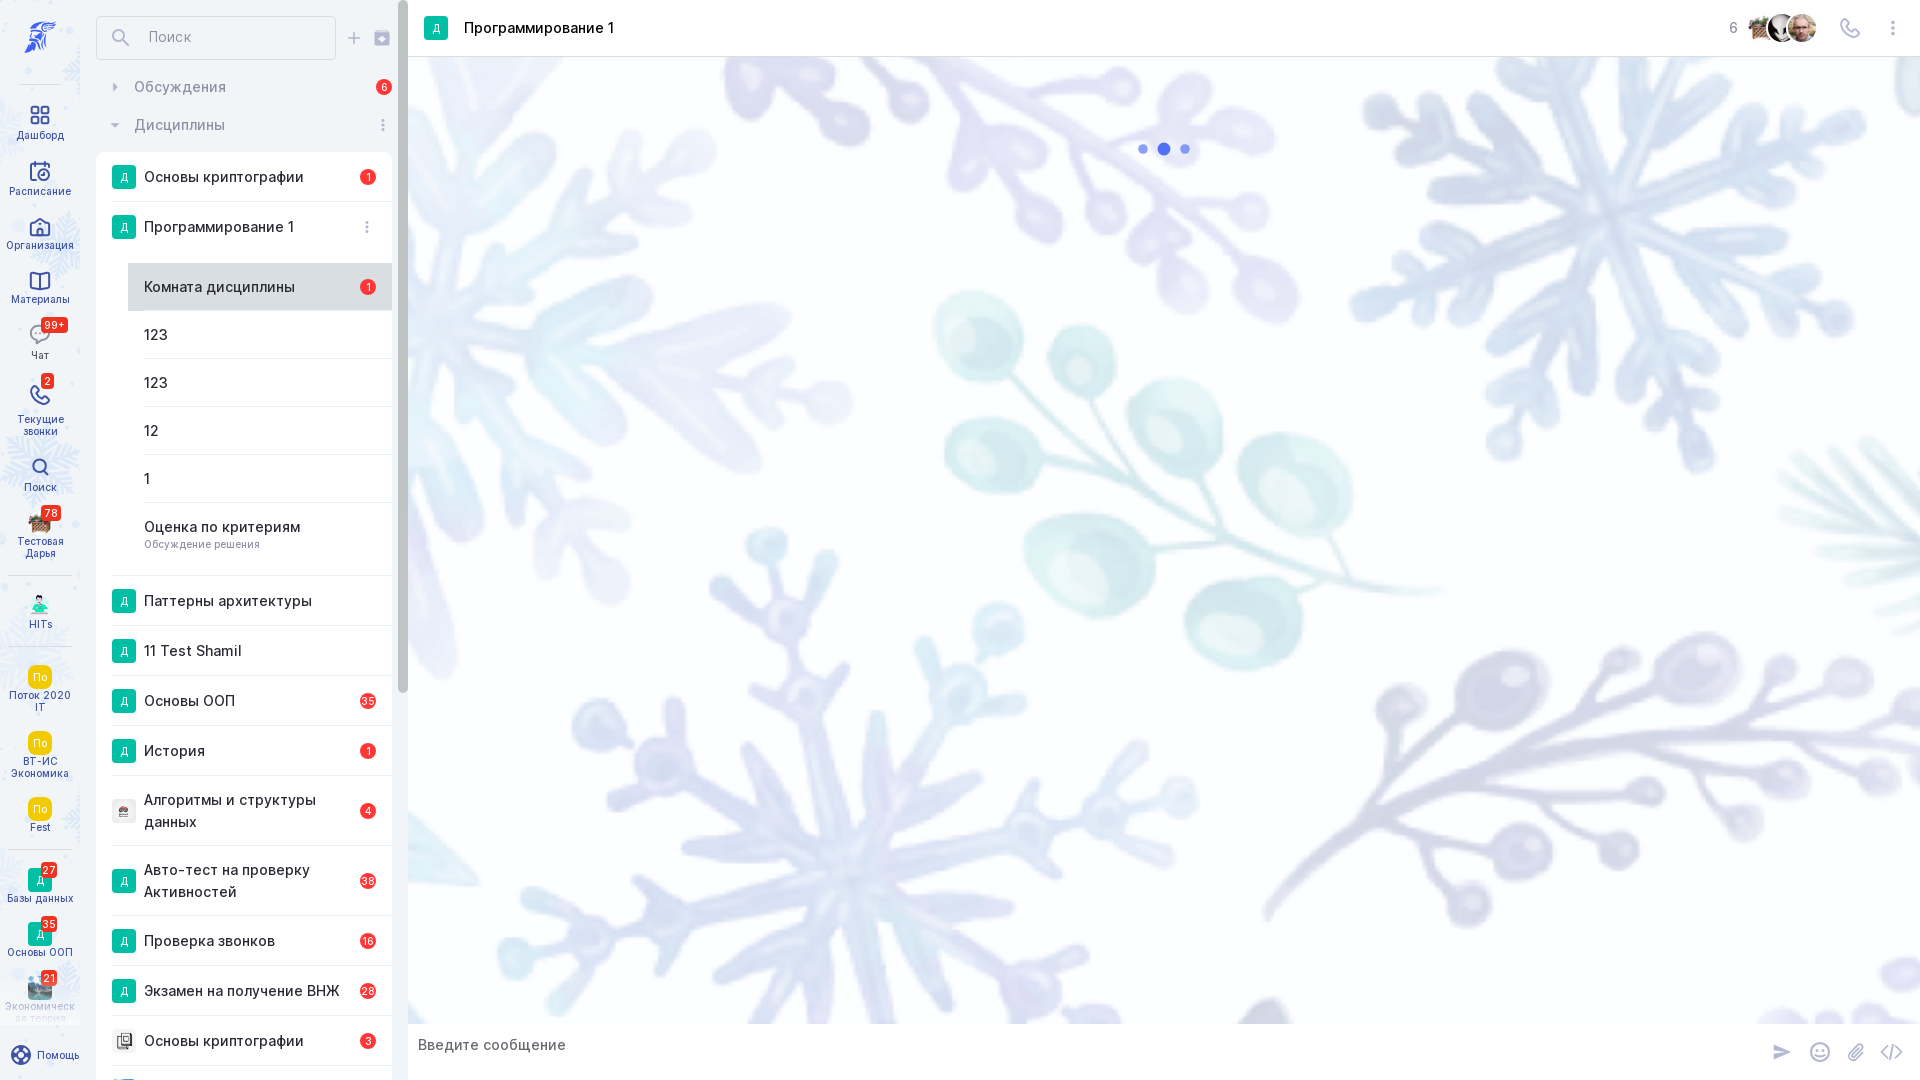 Дашборд
Расписание
Организация
Материалы
99+
Чат
2
Текущие
звонки
Поиск
78
Тестовая
Дарья
HITs
По
Поток 2020
IT
По
ВТ-ИС
Экономика
По
Fest
27
Д
Базы данных
35
Д
Основы ООП
21
Экономическ
ая теория
Помощь
Поиск
Обсуждения
6
Дисциплины
Д
Основы криптографии
1
Д
Программирование 1
Комната дисциплины
1
123
123
12
1
Оценка по критериям
Обсуждение решения
Д
Паттерны архитектуры
Д
11 Test Shamil
Д
Основы ООП
35
Д
История
1
Алгоритмы и структуры
данных
4
Д
Авто-тест на проверку
Активностей
38
Д
Проверка звонков
16
Д
Экзамен на получение ВНЖ
28
Основы криптографии
3
Д
Программирование 1
6
Введите сообщение